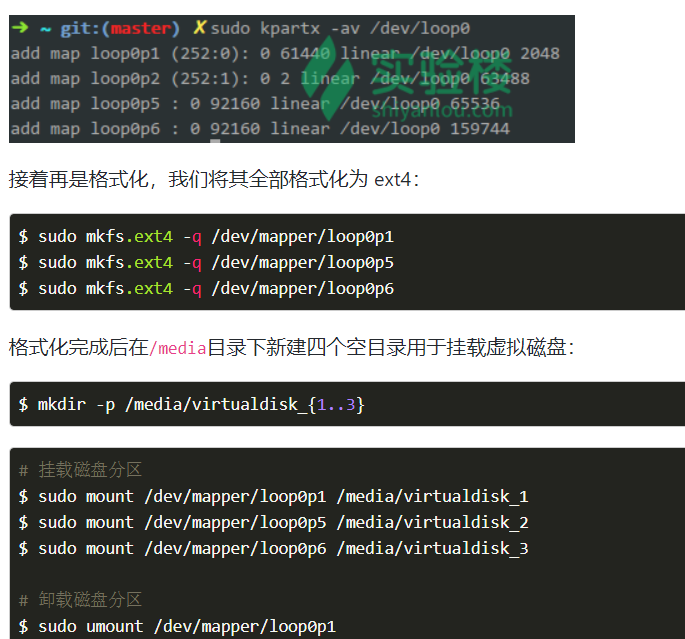 ➜ ~ git:(master) ✗ sudo kpartx -av /dev/loop0
add map loop0p1 (252:0): 0 61440 linear /dev/loop0 2048
add map loop0p2 (252:1): 0 2 linear /dev/loop0 63488
add map loop0p5 : 0 92160 linear /dev/loop0 65536
add map loop0p6 : 0 92160 linear /dev/loop0 159744
实验楼
shiyanlou.com
接着再是格式化，我们将其全部格式化为 ext4：
$ sudo mkfs.ext4 -q /dev/mapper/loop0p1
$ sudo mkfs.ext4 -q /dev/mapper/loop0p5
$ sudo mkfs.ext4 -q /dev/mapper/loop0p6
格式化完成后在/media目录下新建四个空目录用于挂载虚拟磁盘：
$ mkdir -p /media/virtualdisk_{1..3}
# 挂载磁盘分区
$ sudo mount /dev/mapper/loop0p1 /media/virtualdisk_1
$ sudo mount /dev/mapper/loop0p5 /media/virtualdisk_2
$ sudo mount /dev/mapper/loop0p6 /media/virtualdisk_3
# 卸载磁盘分区
$ sudo umount /dev/mapper/loop0p1